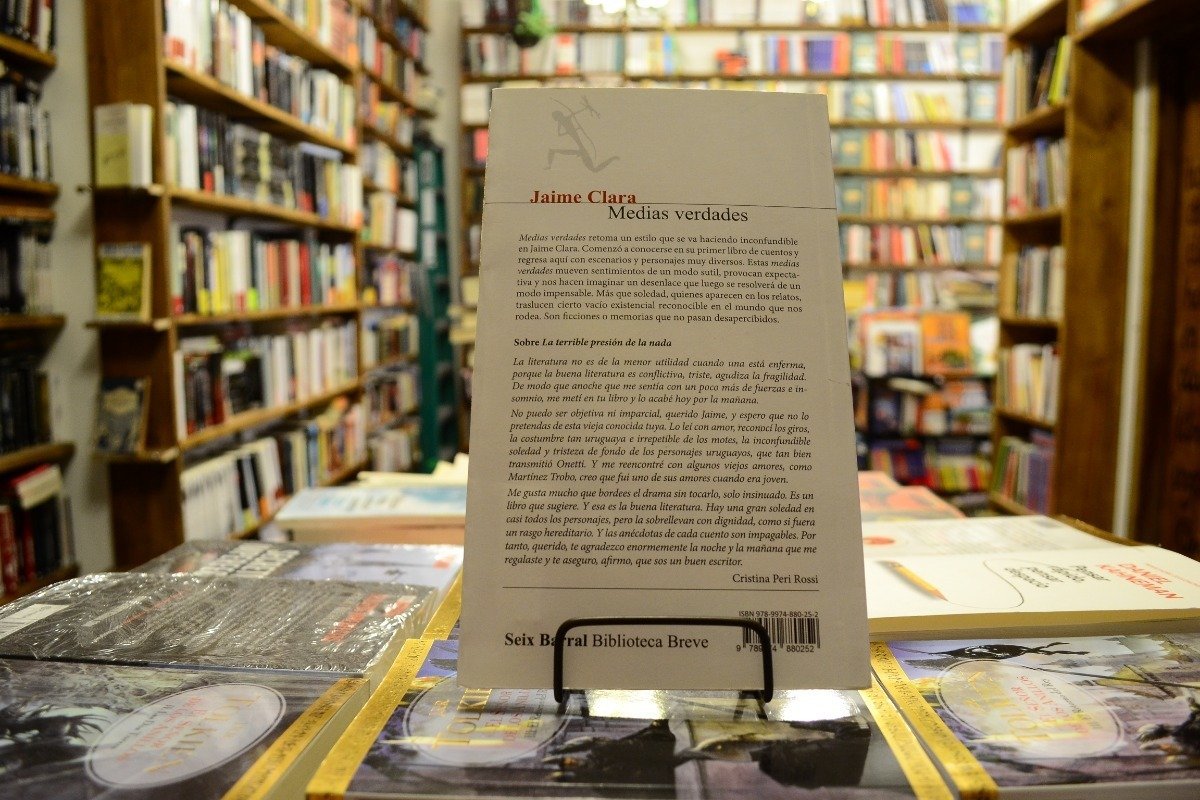 Jaime Clara
Medias verdades
Medias verdades retoma un estilo que se va haciendo inconfundible
en Jaime Clara. Comenzó a conocerse en su primer libro de cuentos y
regresa aquí con escenarios y personajes muy diversos. Estas medias
verdades mueven sentimientos de un modo sutil, provocan expecta-
tiva y nos hacen imaginar un desenlace que luego se resolverá de un
modo impensable. Más que soledad, quienes aparecen en los relatos,
traslucen cierto vacío existencial reconocible en el mundo que nos
rodea. Son ficciones o memorias que no pasan desapercibidos.
Sobre La terrible presión de la nada
La literatura no es de la menor utilidad cuando una está enferma,
porque la buena literatura es conflictiva, triste, agudiza la fragilidad.
De modo que anoche que me sentía con un poco más de fuerzas e in-
somnio, me metí en tu libro y lo acabé hoy por la mañana.
No puedo ser objetiva ni imparcial, querido Jaime, y espero que no lo
pretendas de esta vieja conocida tuya. Lo leí con amor, reconocí los giros,
la costumbre tan uruguaya e irrepetible de los motes, la inconfundible
soledad y tristeza de fondo de los personajes uruguayos, que tan bien
transmitió Onetti. Y me reencontré con algunos viejos amores, como
Martínez Trobo, creo que fui uno de sus amores cuando era joven.
Me gusta mucho que bordees el drama sin tocarlo, solo insinuado. Es un
libro que sugiere. Y esa es la buena literatura. Hay una gran soledad en
casi todos los personajes, pero la sobrellevan con dignidad, como si fuera
un rasgo hereditario. Y las anécdotas de cada cuento son impagables. Por
tanto, querido, te agradezco enormemente la noche y la mañana que me
regalaste y te aseguro, afirmo, que sos un buen escritor.
Cristina Peri Rossi
ISBN 978-9974-880-25-2
Seix Barral Biblioteca Breve
DANIEL
KAHNEMAN
Pensar rápido,
pensar
despacio
TOLKIEN